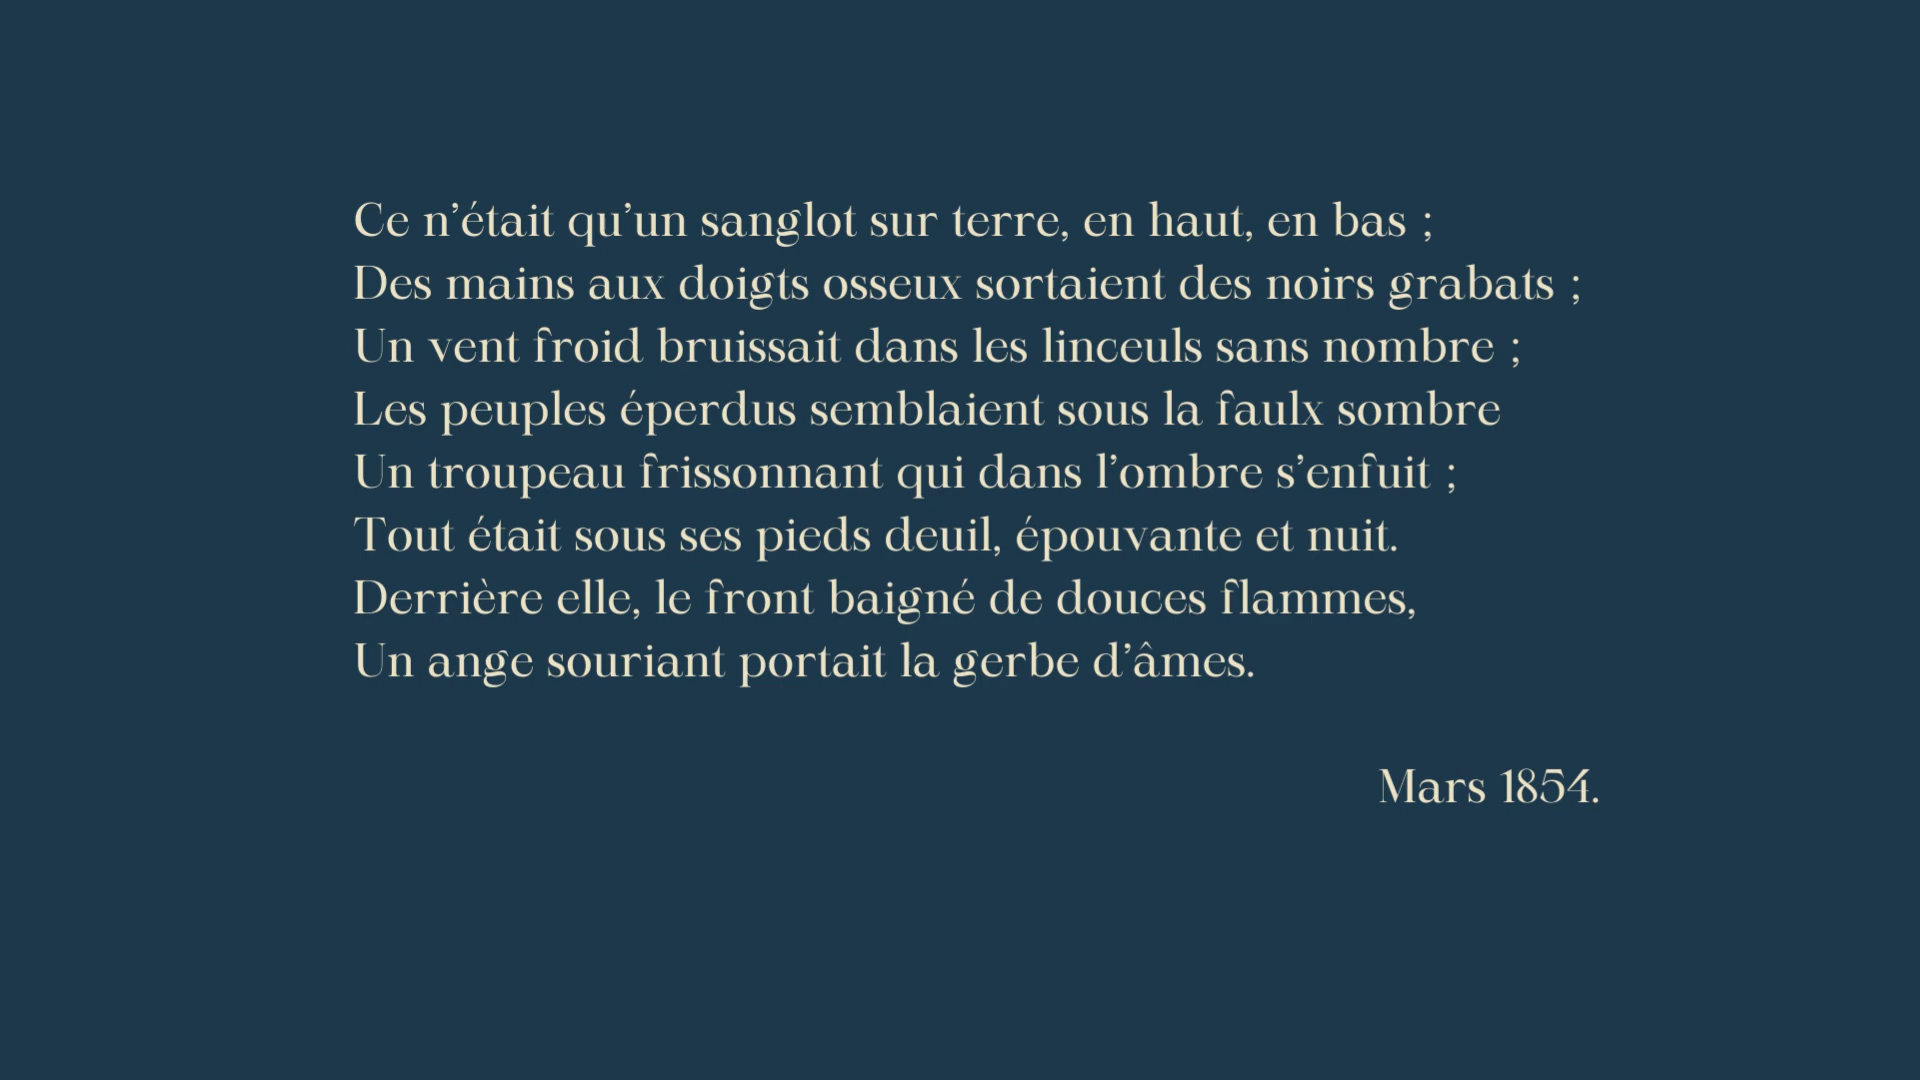 Ce n’était qu’un sanglot sur terre, en haut, en bas ;
Des mains aux doigts osseux sortaient des noirs grabats ;
Un vent froid bruissait dans les linceuls sans nombre ;
Les peuples éperdus semblaient sous la faulx sombre
Un troupeau frissonnant qui dans l’ombre s’enfuit ;
Tout était sous ses pieds deuil, épouvante et nuit.
Derrière elle, le front baigné de douces flammes,
Un ange souriant portait la gerbe d’âmes.
Mars 1854.